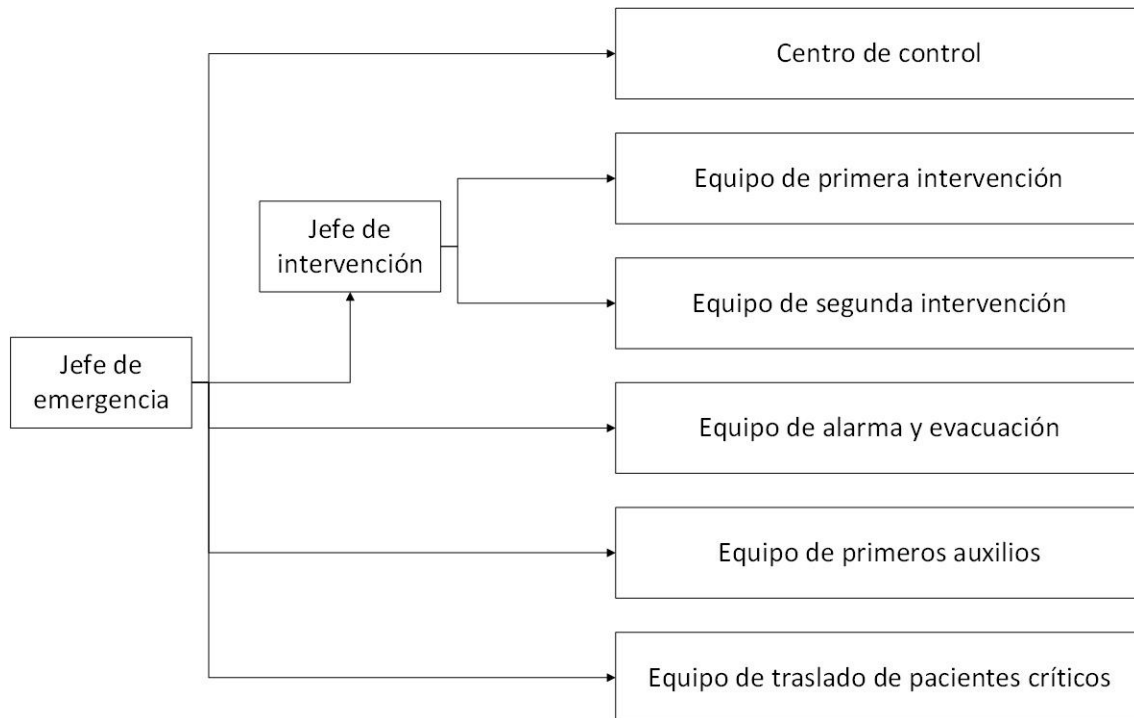 Centro de control
Equipo de primera intervención
Jefe de
intervención
Equipo de segunda intervención
Jefe de
emergencia
Equipo de alarma y evacuación
Equipo de primeros auxilios
Equipo de traslado de pacientes críticos